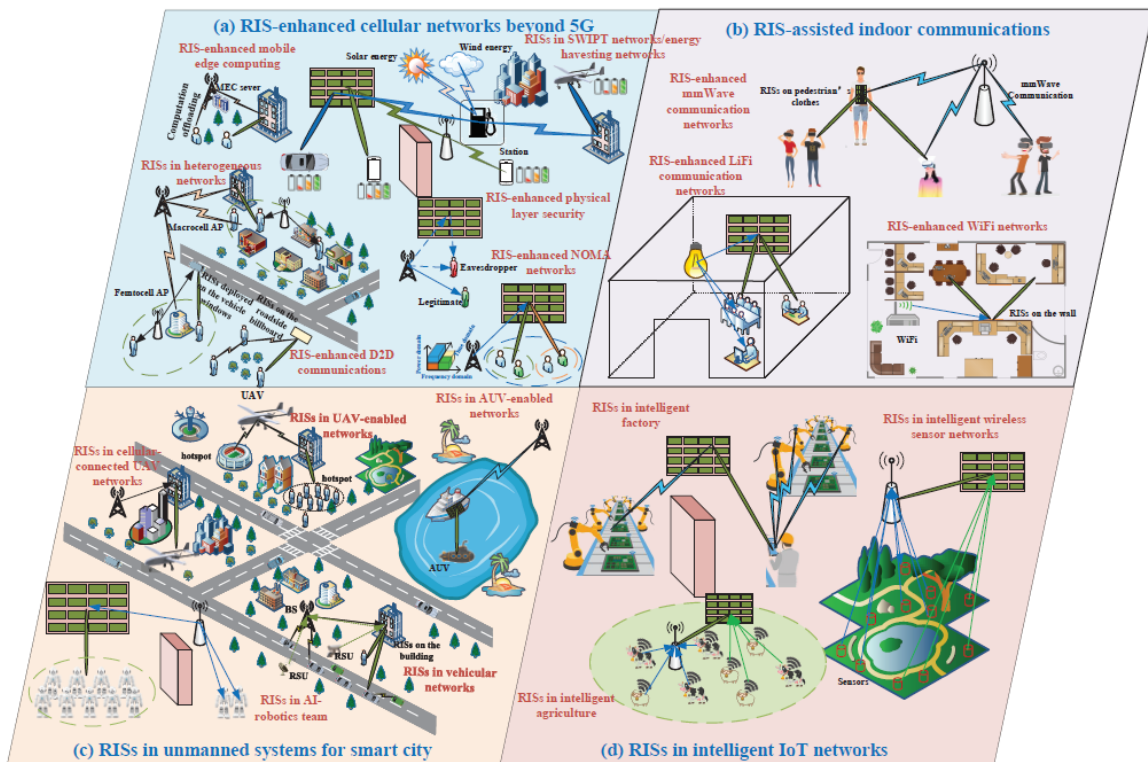 (a) RIS-enhanced cellular networks beyond 5G
RIS-enhanced mobile
edge computing
MEC sever
Computation
offloading
Solar energy
Wind energy
RISs in SWIPT networks/energy
havesting networks
Station
RISs in heterogeneous
networks
Macrocell AP
Femtocell AP
RISs deployed
on the vehicle
windows
RISs on the
roadside
billboard
RIS-enhanced physical
layer security
Eavesdropper
Legitimate
RIS-enhanced NOMA
networks
Power domain
Frequency domain
RIS-enhanced D2D
communications
(b) RIS-assisted indoor communications
RIS-enhanced
mmWave
communication
networks
RISs on pedestrian'
clothes
mmWave
Communication
RIS-enhanced LiFi
communication
networks
RIS-enhanced WiFi networks
RISs on the wall
WiFi
UAV
hotspot
RISs in UAV-enabled
networks
hotspot
RISs in cellular-
connected UAV
networks
RISs in AUV-enabled
networks
AUV
BS
RSU
RSU
RISs on the
building
RISs in vehicular
networks
RISs in AI-
robotics team
(c) RISs in unmanned systems for smart city
RISs in intelligent
factory
RISs in intelligent wireless
sensor networks
Sensors
RISs in intelligent
agriculture
(d) RISs in intelligent IoT networks